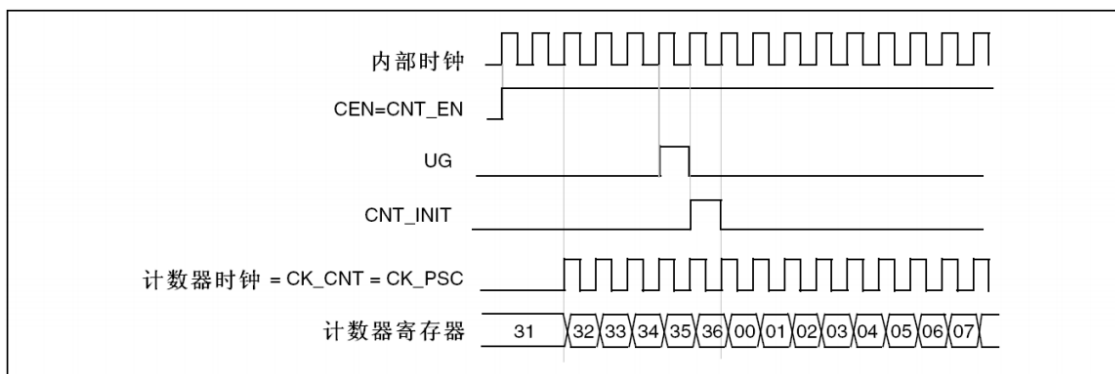 内部时钟
CEN=CNT_EN
UG
CNT_INIT
计数器时钟 = CK_CNT = CK_PSC
计数器寄存器 31 32 33 34 35 36 00 01 02 03 04 05 06 07